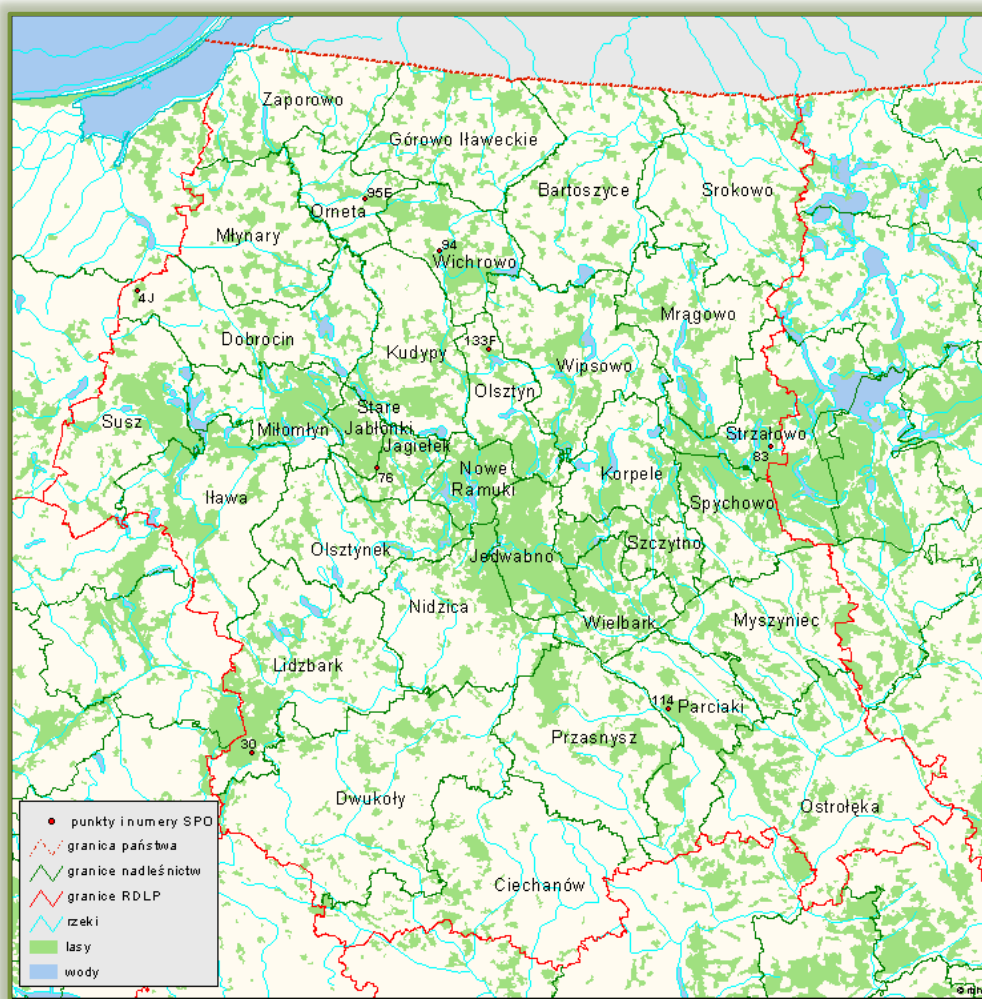 Zaporowo
Górowo Iławeckie
Bartoszyce
Srokowo
95E
Orneta
Młynary
94
Wichrowo
4J
Mrągowo
Dobrocin
133F
Kudypy
Wipsowo
Olsztyn
Stare
Jabłonki
Susz
Miłomłyn
Jagiełek
Strzałowo
83
76
Nowe
Ramuki
Korpele
Iława
Spychowo
Szczytno
Olsztynek
Jedwabno
Nidzica
Wielbark
Myszyniec
Lidzbark
114
Parciaki
Przasnysz
30
Dwukoły
Ostrołęka
Ciechanów
punkty i numery SPO
granica państwa
granice nadleśnictw
granice RDLP
rzeki
lasy
wody